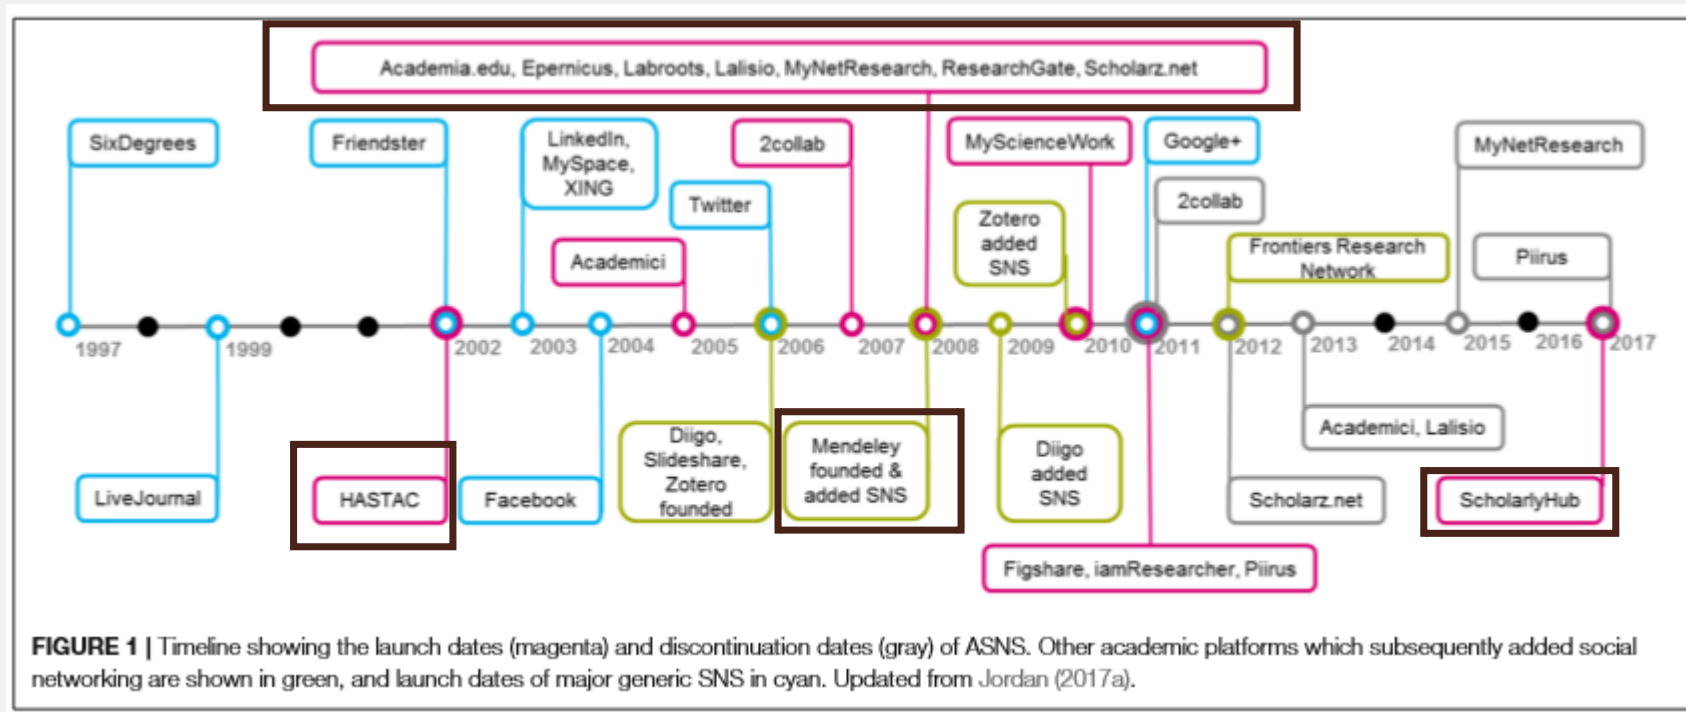 Academia.edu, Epernicus, Labroots, Lalisio, MyNetResearch, ResearchGate, Scholarz.net
SixDegrees
Friendster
LinkedIn,
MySpace,
XING
2collab
MyScienceWork
Google+
MyNetResearch
Twitter
2collab
Zotero
added
SNS
Academici
Frontiers Research
Network
Piirus
1997
1999
2002
2003
2004
2005
2006
2007
2008
2009
2010
2011
2012
2013
2014
2015
2016
2017
LiveJournal
HASTAC
Facebook
Diigo,
Slideshare,
Zotero
founded
Mendeley
founded &
added SNS
Diigo
added
SNS
Academici, Lalisio
Scholarz.net
ScholarlyHub
Figshare, iamResearcher, Piirus
FIGURE 1 | Timeline showing the launch dates (magenta) and discontinuation dates (gray) of ASNS. Other academic platforms which subsequently added social
networking are shown in green, and launch dates of major generic SNS in cyan. Updated from Jordan (2017a).